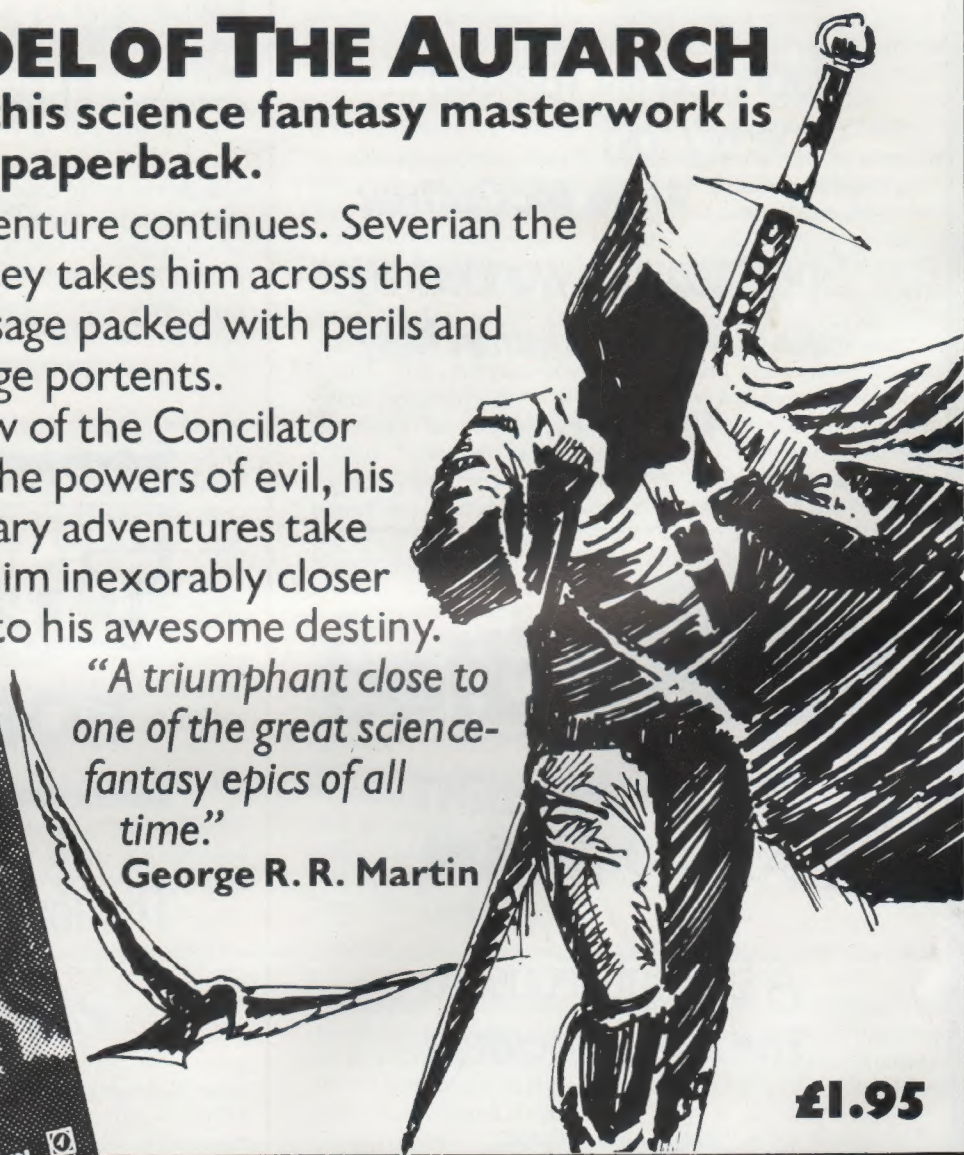 DEL OF THE AUTARCH
his science fantasy masterwork is
paperback.
enture continues. Severian the
ey takes him across the
sage packed with perils and
ge portents.
w of the Concilator
he powers of evil, his
ary adventures take
im inexorably closer
to his awesome destiny.
"A triumphant close to
one of the great science-
fantasy epics of all
time."
George R. R. Martin
£1.95